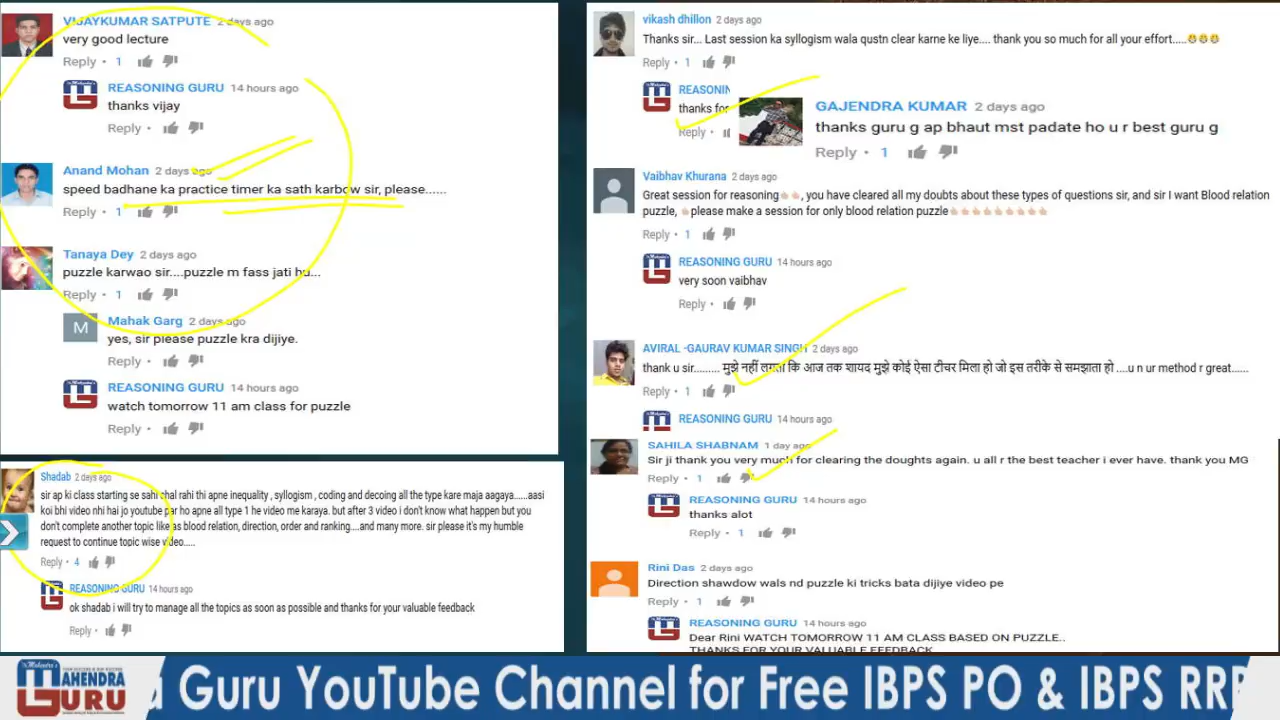 VIJAYKUMAR SATPUTE 2 days ago
very good lecture
Reply · 1
REASONING GURU 14 hours ago
thanks vijay
Reply ·
Anand Mohan 2 days ago
speed badhane ka practice timer ka sath karbow sir, please......
Reply · 1
Tanaya Dey 2 days ago
puzzle karwao sir....puzzle m fass jati hu...
Reply · 1
M
Mahak Garg 2 days ago
yes, sir please puzzle kra dijiye.
Reply
REASONING GURU 14 hours ago
watch tomorrow 11 am class for puzzle
Reply ·
Shadab 2 days ago
sir ap ki class starting se sahi chal rahi thi apne inequality , syllogism , coding and decoing all the type kare maja aagaya......aasi
koi bhi video nhi hai jo youtube par ho apne all type 1 he video me karaya. but after 3 video i don't know what happen but you
don't complete another topic like as blood relation, direction, order and ranking....and many more. sir please it's my humble
request to continue topic wise video.....
Reply · 4
REASONING GURU 14 hours ago
ok shadab i will try to manage all the topics as soon as possible and thanks for your valuable feedback
Reply ·
vikash dhillon 2 days ago
Thanks sir... Last session ka syllogism wala qustn clear karne ke liye.... thank you so much for all your effort.....😁😁😁
Reply · 1
REASONIN
thanks for
Reply ·
GAJENDRA KUMAR 2 days ago
thanks guru g ap bhaut mst padate ho u r best guru g
Reply · 1
Vaibhav Khurana 2 days ago
Great session for reasoning👆🏻👆🏻, you have cleared all my doubts about these types of questions sir, and sir I want Blood relation
puzzle, 👆🏻please make a session for only blood relation puzzle👆🏻👆🏻👆🏻👆🏻👆🏻👆🏻👆🏻👆🏻
Reply · 1
REASONING GURU 14 hours ago
very soon vaibhav
Reply ·
AVIRAL -GAURAV KUMAR SINGH 2 days ago
thank u sir......... मुझे नहीं लगता कि आज तक शायद मुझे कोई ऐसा टीचर मिला हो जो इस तरीके से समझाता हो ....u n ur method r great......
Reply · 1
REASONING GURU 14 hours ago
SAHILA SHABNAM 1 day ago
Sir ji thank you very much for clearing the doughts again. u all r the best teacher i ever have. thank you MG
Reply · 1
REASONING GURU 14 hours ago
thanks alot
Reply · 1
Rini Das 2 days ago
Direction shawdow wals nd puzzle ki tricks bata dijiye video pe
Reply · 1
REASONING GURU 14 hours ago
Dear Rini WATCH TOMORROW 11 AM CLASS BASED ON PUZZLE..
THANKS FOR YOUR VALUABLE FEEDBACK
MAHENDRA
GURU
a Guru YouTube Channel for Free IBPS PO & IBPS RRB